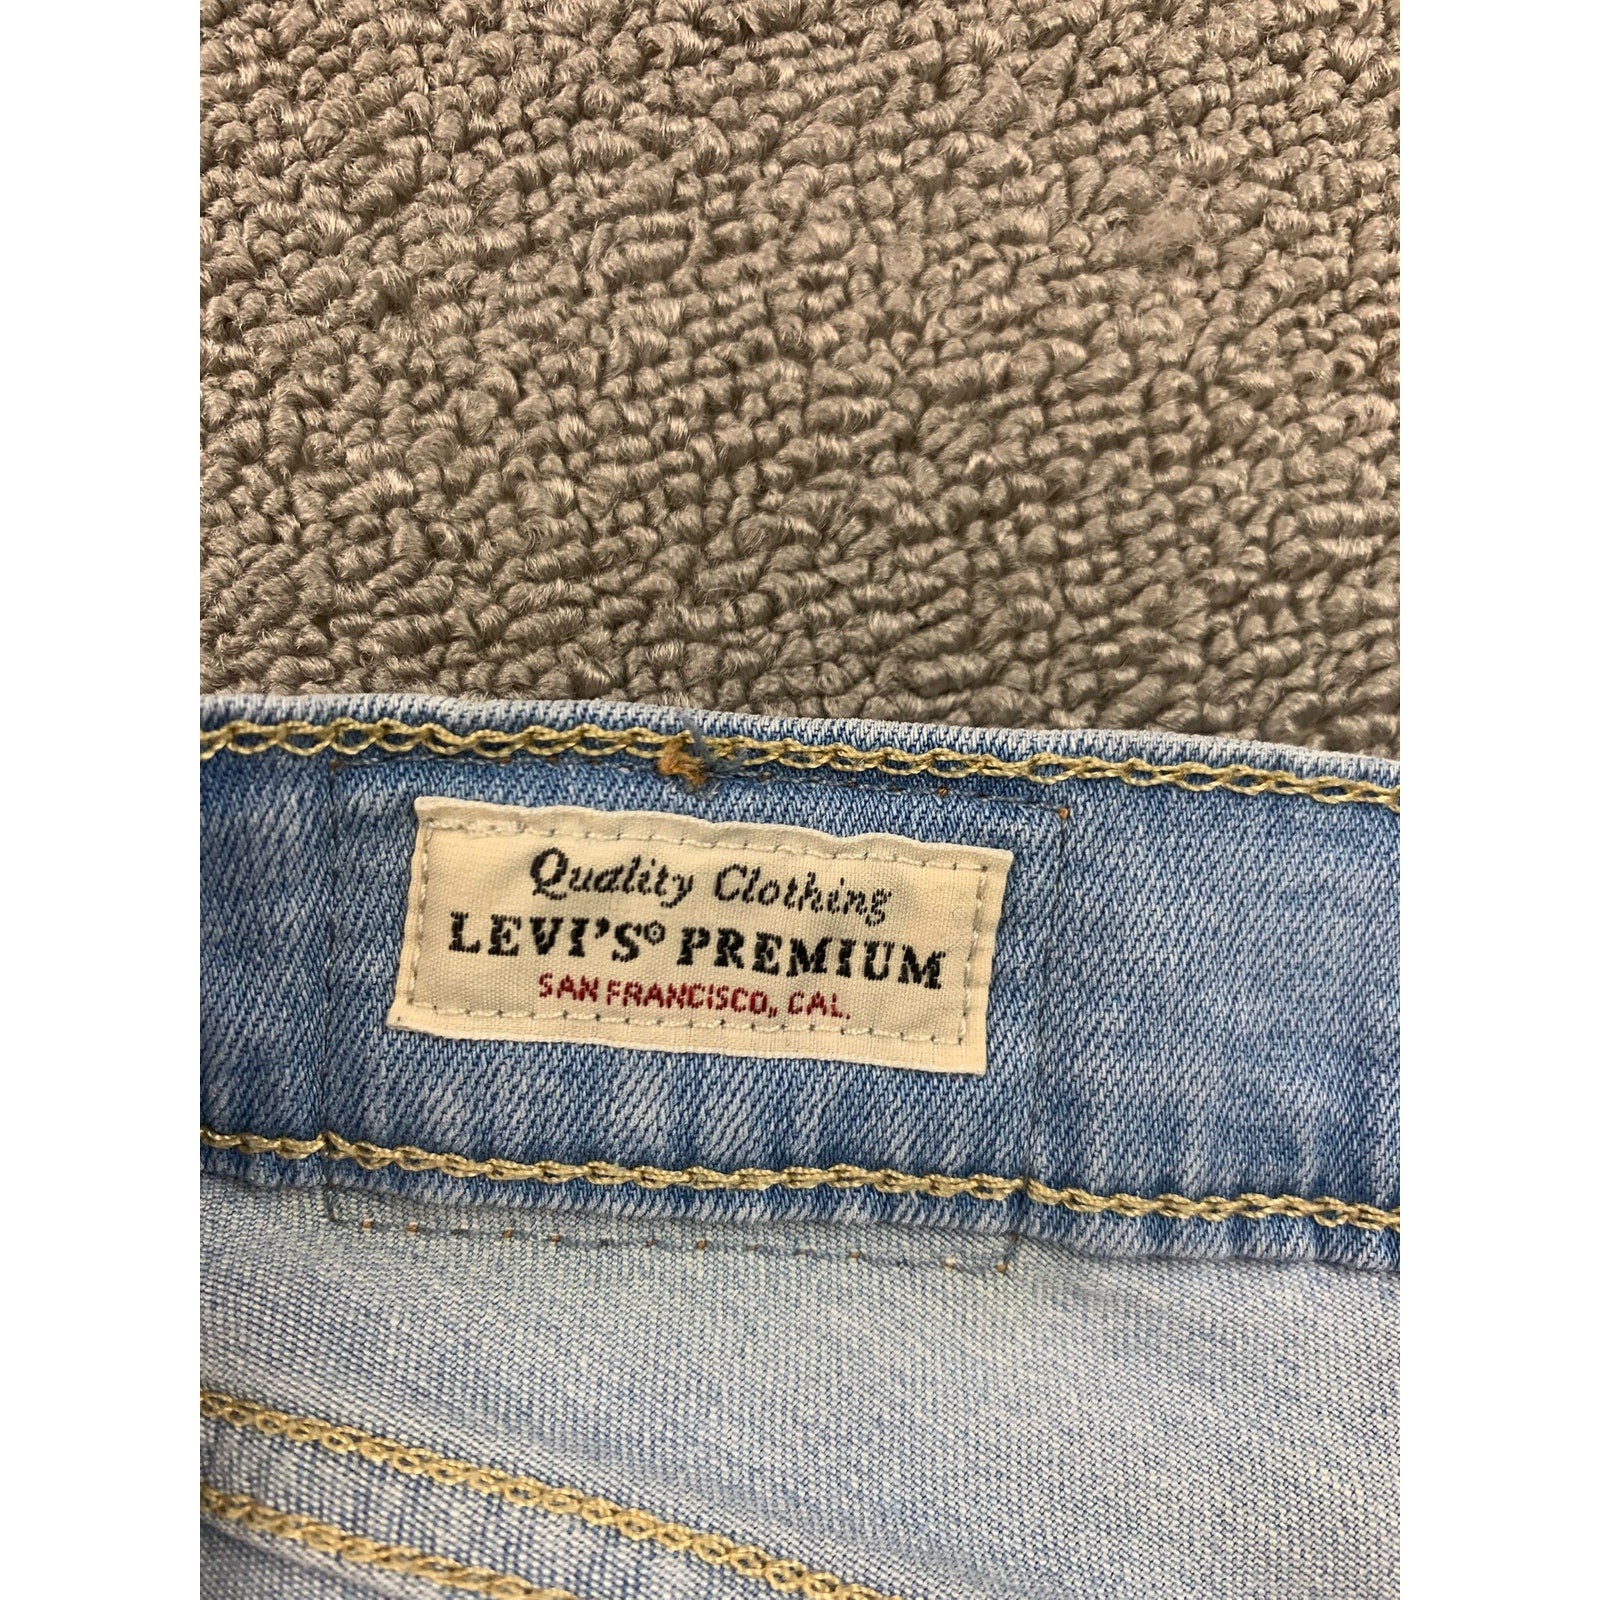 Quality Clothing
LEVI'S® PREMIUM
SAN FRANCISCO, CAL.